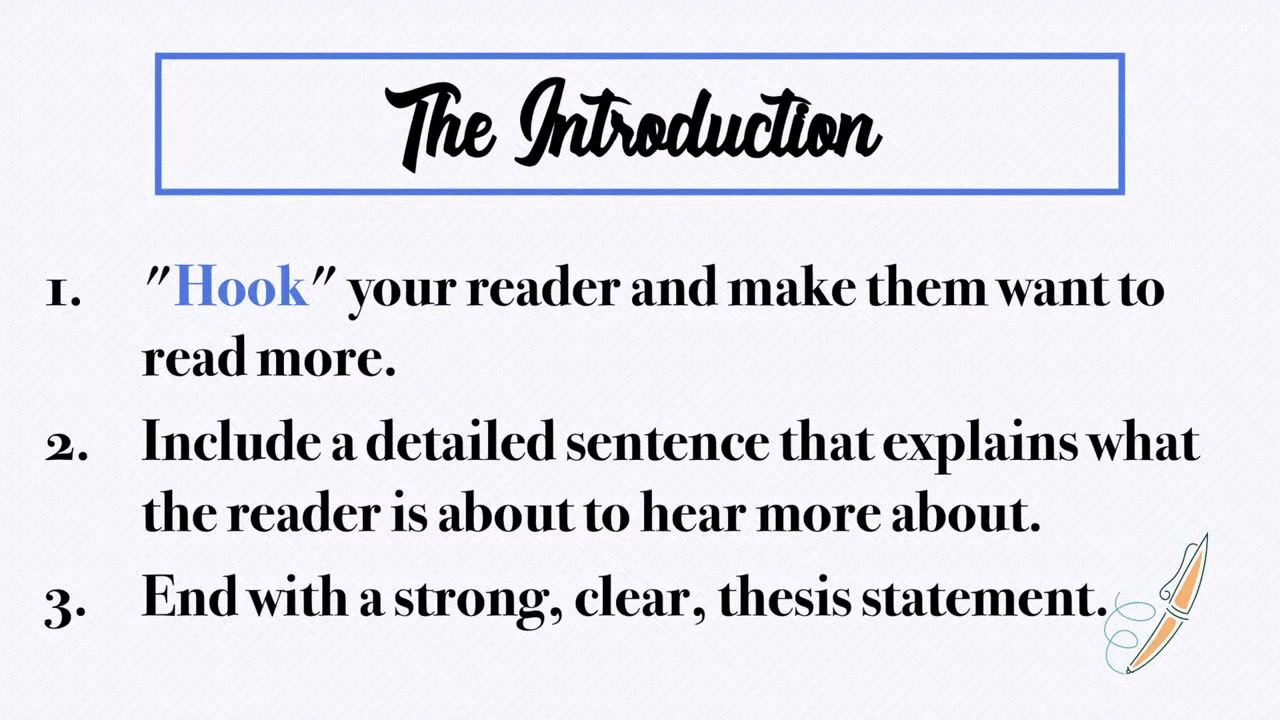 The Introduction
1. "Hook" your reader and make them want to
read more.
2. Include a detailed sentence that explains what
the reader is about to hear more about.
3. End with a strong, clear, thesis statement.